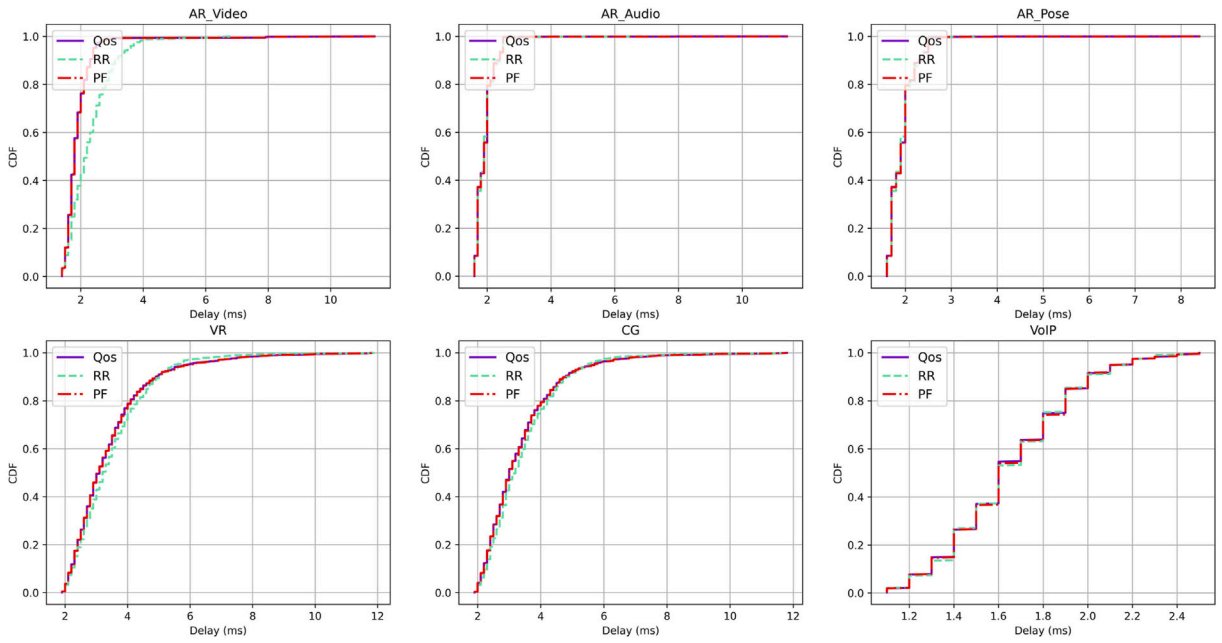 AR_Video
1.0
0.8
0.6
0.4
0.2
0.0
CDF
Qos
RR
PF
2 4 6 8 10
Delay (ms)
AR_Audio
1.0
0.8
0.6
0.4
0.2
0.0
CDF
Qos
RR
PF
2 4 6 8 10
Delay (ms)
AR_Pose
1.0
0.8
0.6
0.4
0.2
0.0
CDF
Qos
RR
PF
2 3 4 5 6 7 8
Delay (ms)
VR
1.0
0.8
0.6
0.4
0.2
0.0
CDF
Qos
RR
PF
2 4 6 8 10 12
Delay (ms)
CG
1.0
0.8
0.6
0.4
0.2
0.0
CDF
Qos
RR
PF
2 4 6 8 10 12
Delay (ms)
VoIP
1.0
0.8
0.6
0.4
0.2
0.0
CDF
Qos
RR
PF
1.2 1.4 1.6 1.8 2.0 2.2 2.4
Delay (ms)